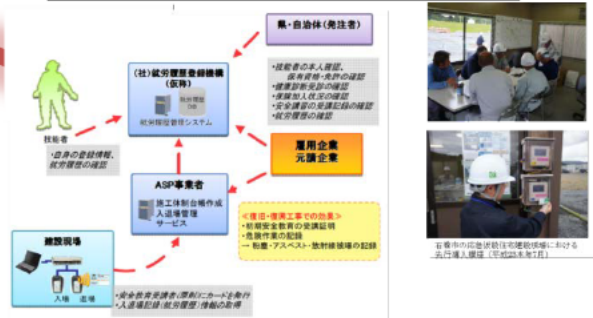 県・自治体（発注者）
（社）就労履歴登録機構
（仮称）
就労履歴
DB
就労履歴管理システム
・技能者の本人確認、
保有資格・免許の確認
・健康診断受診の確認
・保険加入状況の確認
・安全講習の受講記録の確認
・就労履歴の確認
技能者
・自身の登録情報、
就労履歴の確認
雇用企業
元請企業
ASP事業者
施工体制台帳作成
入退場管理
サービス
≪復旧・復興工事での効果≫
・初期安全教育の受講証明
・危険作業の記録
→ 粉塵・アスベスト・放射線被曝の記録
建設現場
入場 退場
・安全教育受講者（原則）にカードを発行
・入退場記録（就労履歴）情報の取得
の応急仮設住宅建設現場における
先行導入模様（平成23年7月）